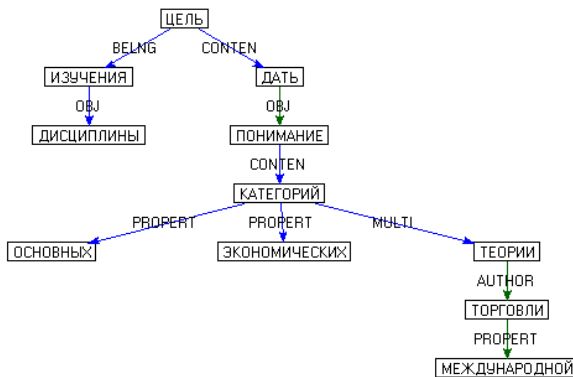 ЦЕЛЬ
BELNG CONTEN
ИЗУЧЕНИЯ ДАТЬ
OBJ OBJ
ДИСЦИПЛИНЫ ПОНИМАНИЕ
CONTEN
КАТЕГОРИЙ
PROPERT PROPERT MULTI
ОСНОВНЫХ ЭКОНОМИЧЕСКИХ ТЕОРИИ
AUTHOR
ТОРГОВЛИ
PROPERT
МЕЖДУНАРОДНОЙ